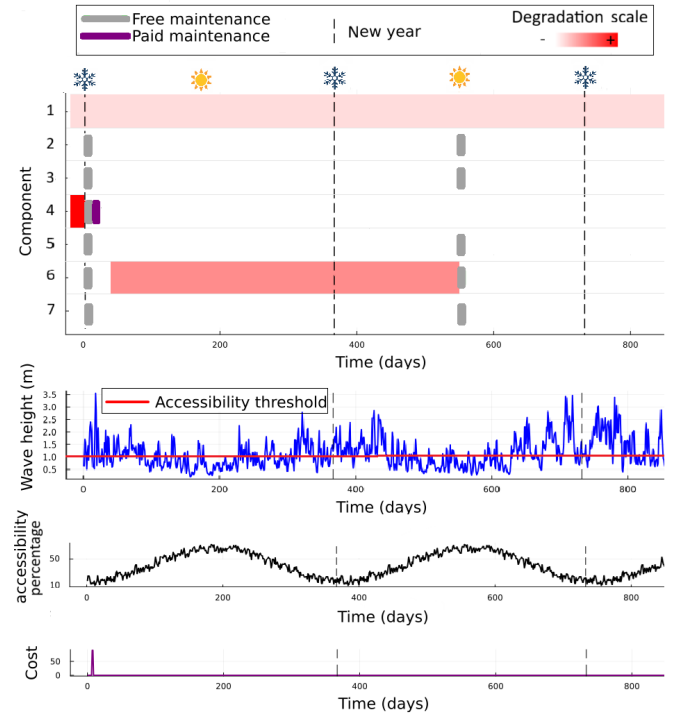 Free maintenance
Paid maintenance
New year
Degradation scale
- +
Component
1
2
3
4
5
6
7
0 200 400 600 800
Time (days)
Wave height (m)
3.5
3.0
2.5
2.0
1.5
1.0
0.5
Accessibility threshold
0 200 400 600 800
Time (days)
accessibility
percentage
50
10
0 200 400 600 800
Time (days)
Cost
50
0
0 200 400 600 800
Time (days)